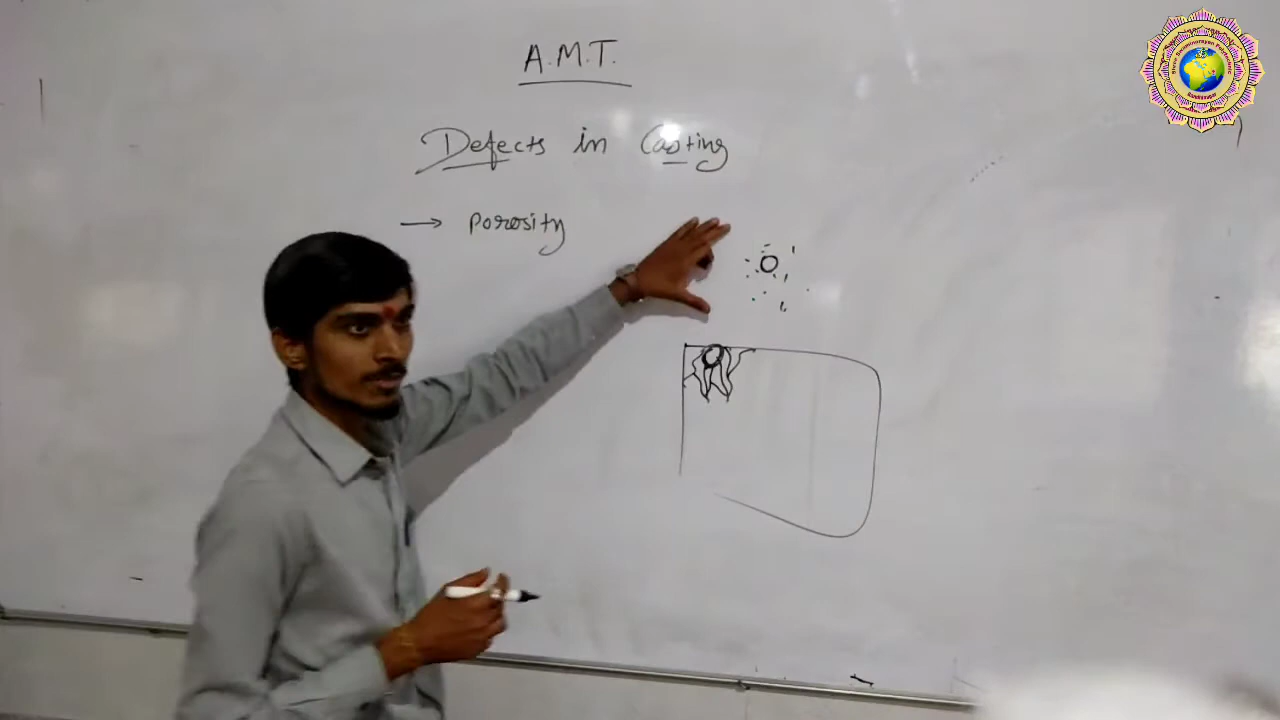 A.M.T.
Defects in Casting
→ Porosity